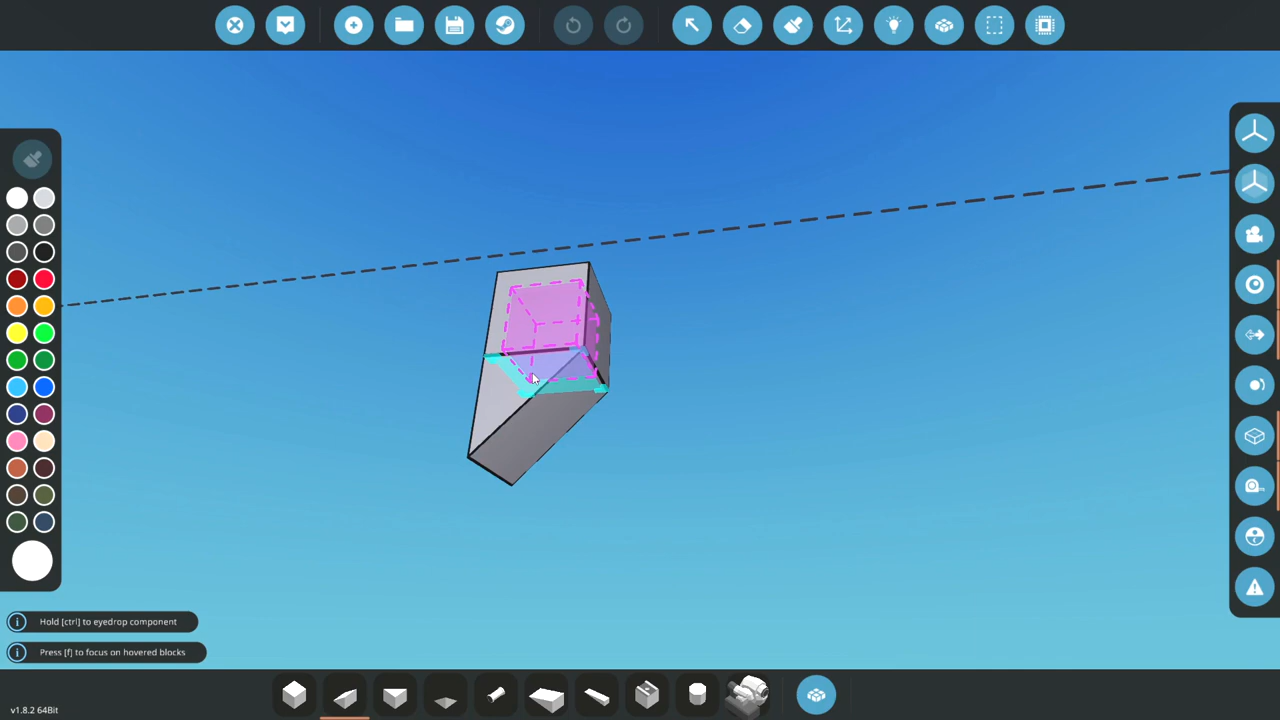 Hold [ctrl] to eyedrop component
Press [f] to focus on hovered blocks
v1.8.2 64Bit